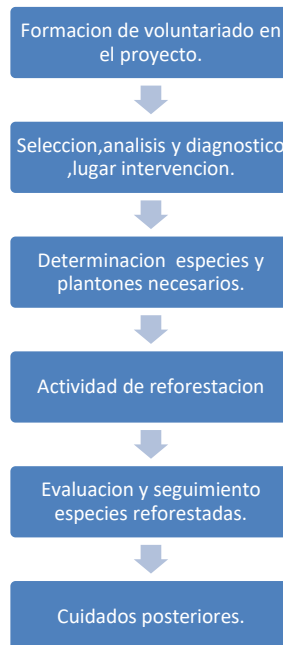 Formacion de voluntariado en
el proyecto.
Seleccion,analisis y diagnostico
,lugar intervencion.
Determinacion especies y
plantones necesarios.
Actividad de reforestacion
Evaluacion y seguimiento
especies reforestadas.
Cuidados posteriores.